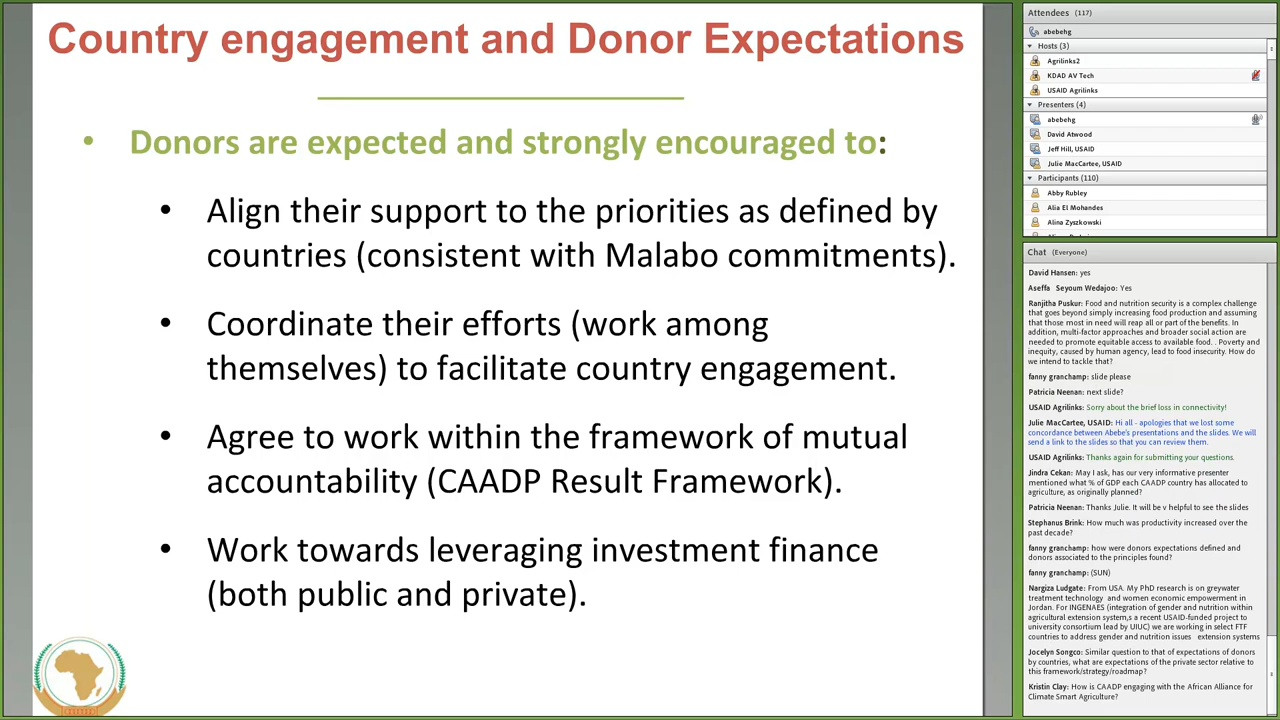 Country engagement and Donor Expectations
• Donors are expected and strongly encouraged to:
• Align their support to the priorities as defined by
countries (consistent with Malabo commitments).
• Coordinate their efforts (work among
themselves) to facilitate country engagement.
• Agree to work within the framework of mutual
accountability (CAADP Result Framework).
• Work towards leveraging investment finance
(both public and private).
Attendees (117)
abebehg
Hosts (3)
Agrilinks2
KDAD AV Tech
USAID Agrilinks
Presenters (4)
abebehg
David Atwood
Jeff Hill, USAID
Julie MacCartee, USAID
Participants (110)
Abby Rubley
Alia El Mohandes
Alina Zyszkowski
Chat (Everyone)
David Hansen: yes
Aseffa Seyoum Wedajoo: Yes
Ranjitha Puskur: Food and nutrition security is a complex challenge
that goes beyond simply increasing food production and assuming
that those most in need will reap all or part of the benefits. In
addition, multi-factor approaches and broader social action are
needed to promote equitable access to available food. . Poverty and
inequity, caused by human agency, lead to food insecurity. How do
we intend to tackle that?
fanny granchamp: slide please
Patricia Neenan: next slide?
USAID Agrilinks: Sorry about the brief loss in connectivity!
Julie MacCartee, USAID: Hi all - apologies that we lost some
concordance between Abebe's presentations and the slides. We will
send a link to the slides so that you can review them.
USAID Agrilinks: Thanks again for submitting your questions.
Jindra Cekan: May I ask, has our very informative presenter
mentioned what % of GDP each CAADP country has allocated to
agriculture, as originally planned?
Patricia Neenan: Thanks Julie. It will be v helpful to see the slides
Stephanus Brink: How much was productivity increased over the
past decade?
fanny granchamp: how were donors expectations defined and
donors associated to the principles found?
fanny granchamp: (SUN)
Nargiza Ludgate: From USA. My PhD research is on greywater
treatment technology and women economic empowerment in
Jordan. For INGENAES (integration of gender and nutrition within
agricultural extension system,s a recent USAID-funded project to
university consortium lead by UIUC) we are working in select FTF
countries to address gender and nutrition issues extension systems
Jocelyn Songco: Similar question to that of expectations of donors
by countries, what are expectations of the private sector relative to
this framework/strategy/roadmap?
Kristin Clay: How is CAADP engaging with the African Alliance for
Climate Smart Agriculture?